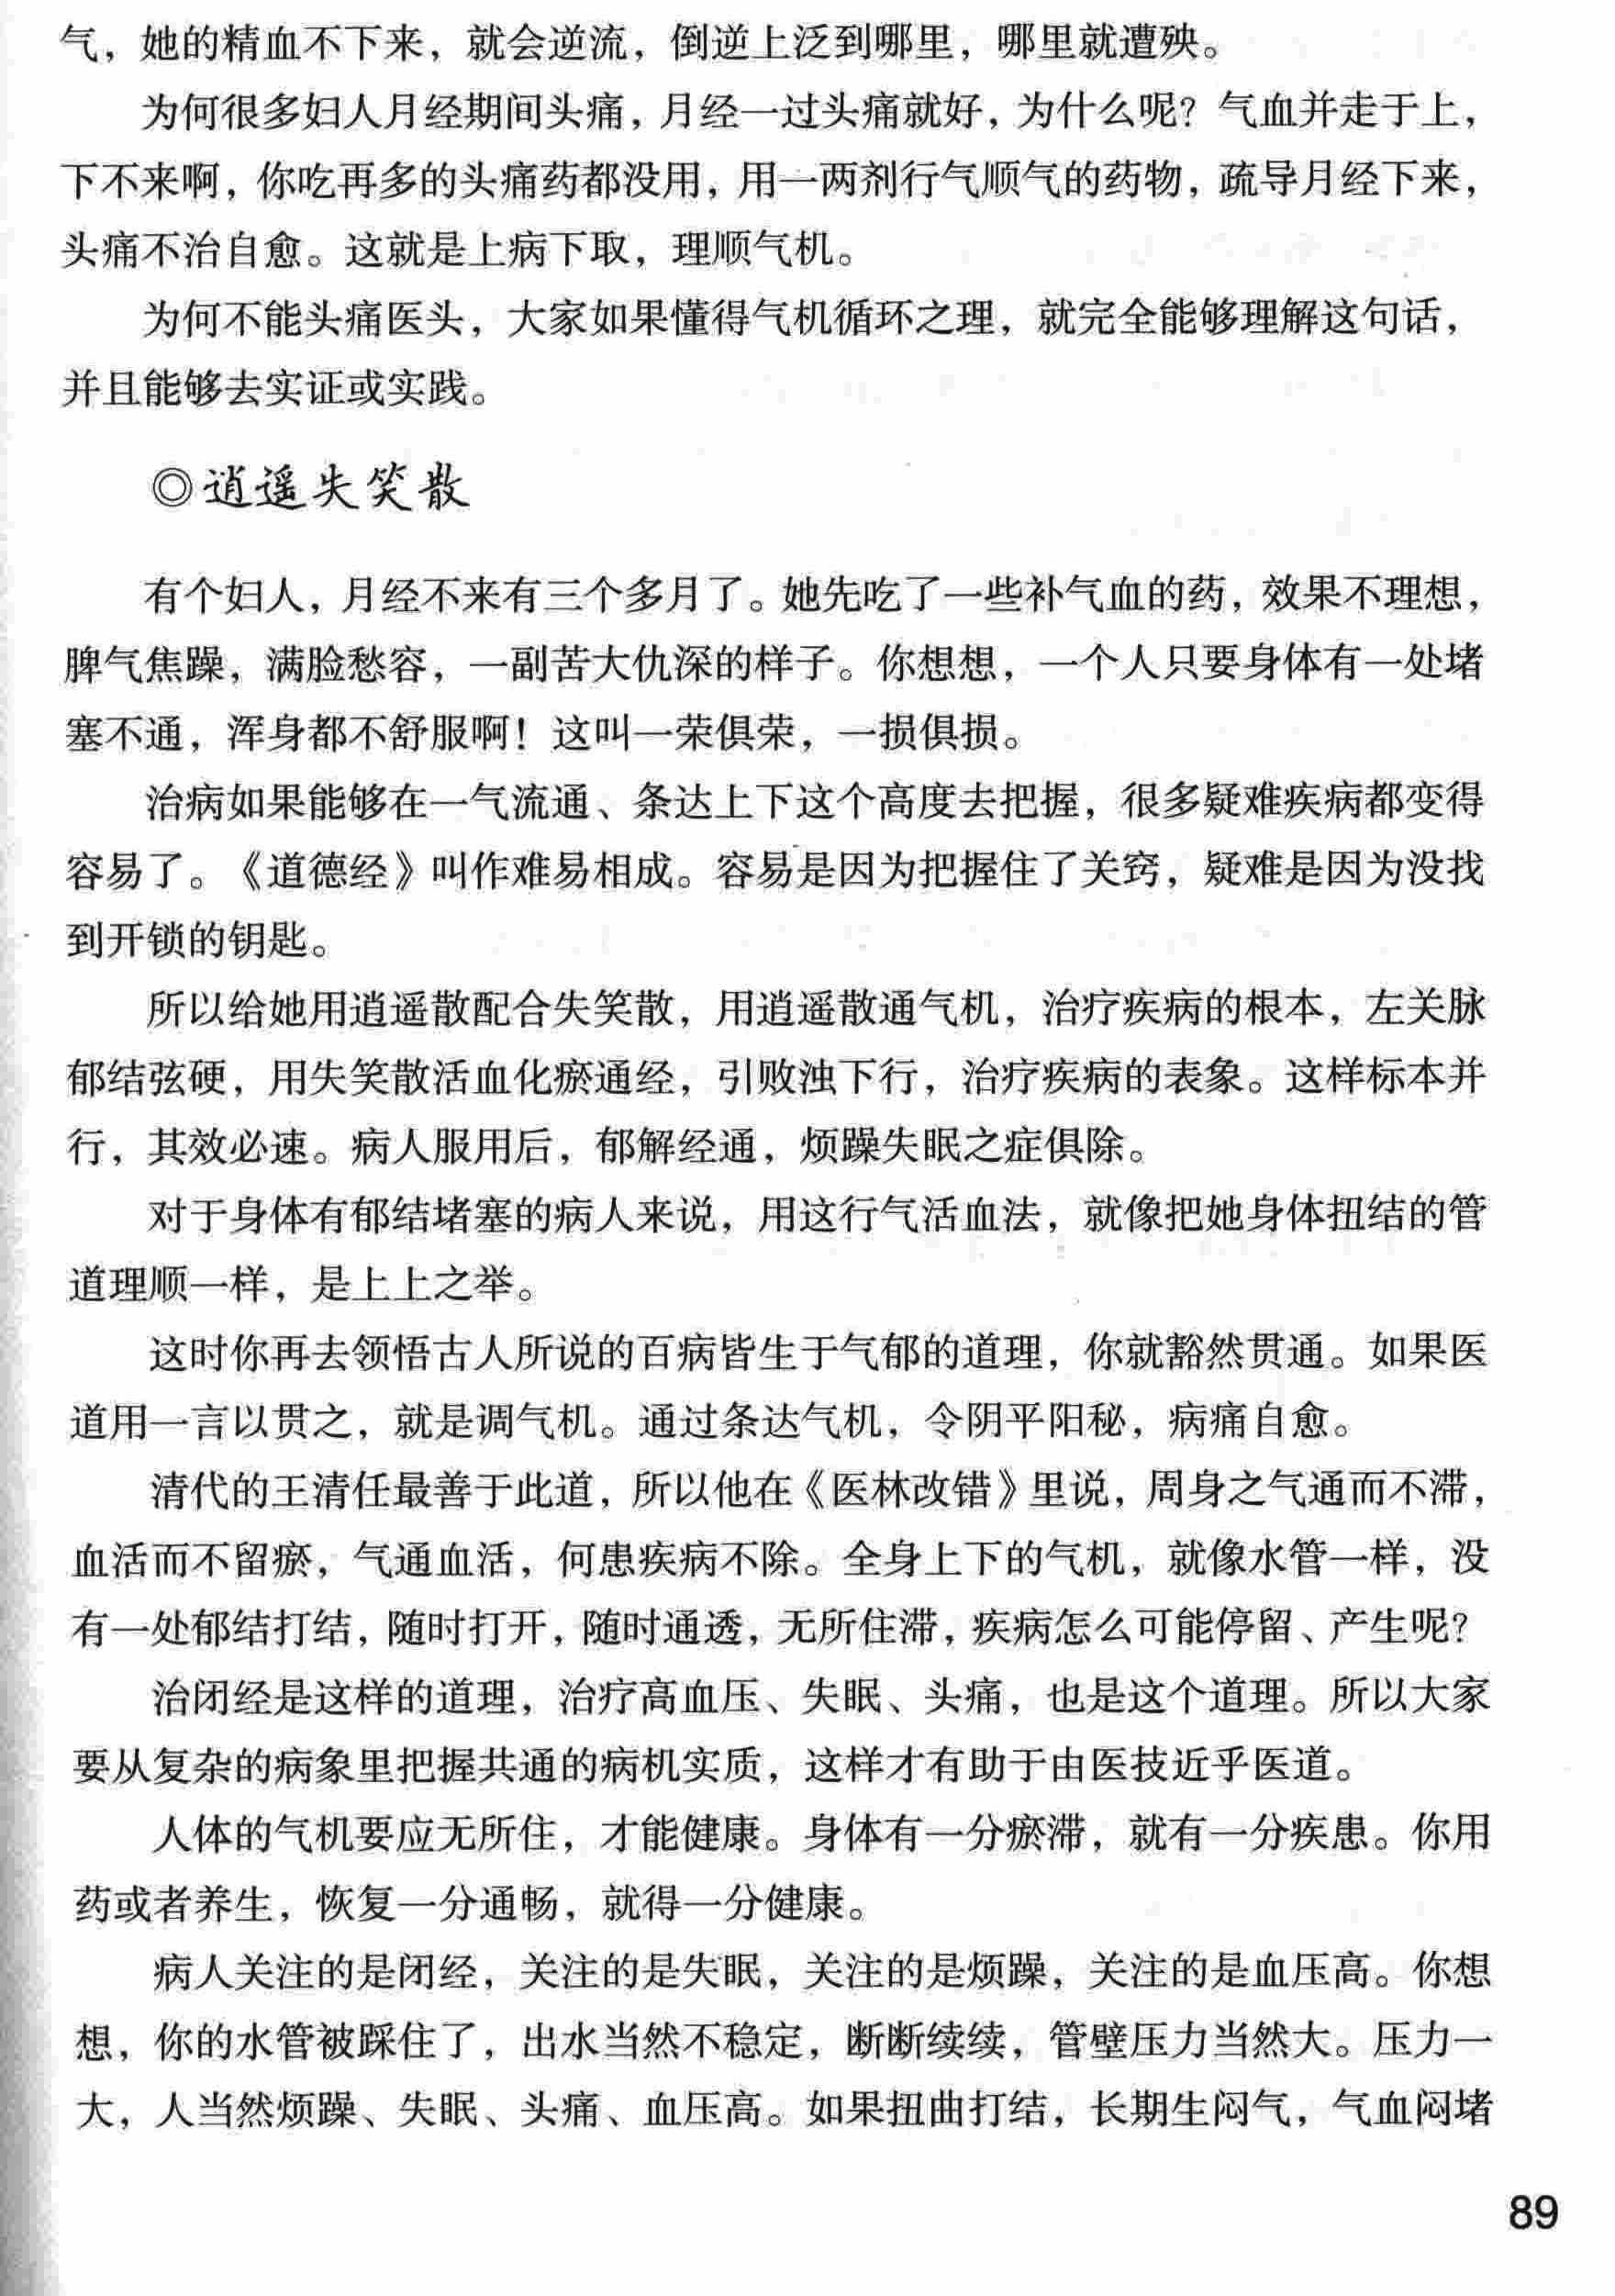 气，她的精血不下来，就会逆流，倒逆上泛到哪里，哪里就遭殃。
为何很多妇人月经期间头痛，月经一过头痛就好，为什么呢？气血并走于上，
下不来啊，你吃再多的头痛药都没用，用一两剂行气顺气的药物，疏导月经下来，
头痛不治自愈。这就是上病下取，理顺气机。
为何不能头痛医头，大家如果懂得气机循环之理，就完全能够理解这句话，
并且能够去实证或实践。
◎逍遥失笑散
有个妇人，月经不来有三个多月了。她先吃了一些补气血的药，效果不理想，
脾气焦躁，满脸愁容，一副苦大仇深的样子。你想想，一个人只要身体有一处堵
塞不通，浑身都不舒服啊！这叫一荣俱荣，一损俱损。
治病如果能够在一气流通、条达上下这个高度去把握，很多疑难疾病都变得
容易了。《道德经》叫作难易相成。容易是因为把握住了关窍，疑难是因为没找
到开锁的钥匙。
所以给她用逍遥散配合失笑散，用逍遥散通气机，治疗疾病的根本，左关脉
郁结弦硬，用失笑散活血化瘀通经，引败浊下行，治疗疾病的表象。这样标本并
行，其效必速。病人服用后，郁解经通，烦躁失眠之症俱除。
对于身体有郁结堵塞的病人来说，用这行气活血法，就像把她身体扭结的管
道理顺一样，是上上之举。
这时你再去领悟古人所说的百病皆生于气郁的道理，你就豁然贯通。如果医
道用一言以贯之，就是调气机。通过条达气机，令阴平阳秘，病痛自愈。
清代的王清任最善于此道，所以他在《医林改错》里说，周身之气通而不滞，
血活而不留瘀，气通血活，何患疾病不除。全身上下的气机，就像水管一样，没
有一处郁结打结，随时打开，随时通透，无所住滞，疾病怎么可能停留、产生呢？
治闭经是这样的道理，治疗高血压、失眠、头痛，也是这个道理。所以大家
要从复杂的病象里把握共通的病机实质，这样才有助于由医技近乎医道。
人体的气机要应无所住，才能健康。身体有一分瘀滞，就有一分疾患。你用
药或者养生，恢复一分通畅，就得一分健康。
病人关注的是闭经，关注的是失眠，关注的是烦躁，关注的是血压高。你想
想，你的水管被踩住了，出水当然不稳定，断断续续，管壁压力当然大。压力一
大，人当然烦躁、失眠、头痛、血压高。如果扭曲打结，长期生闷气，气血闷堵
89